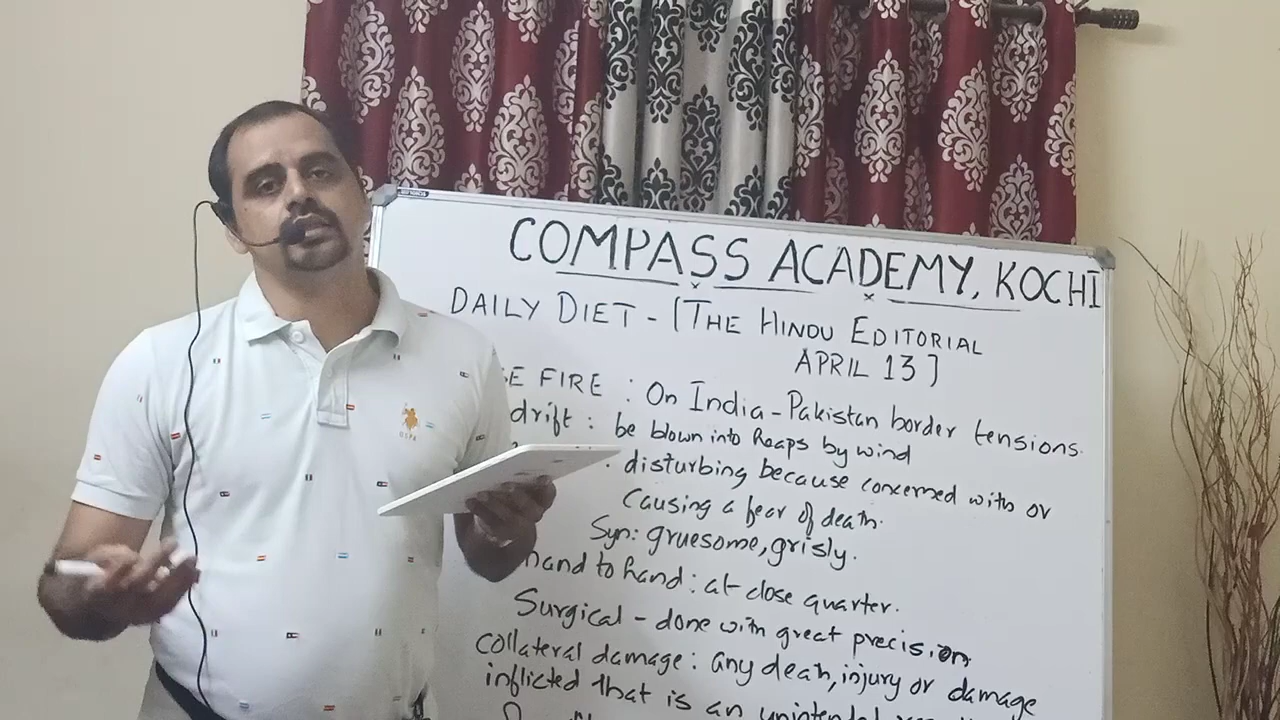 COMPASS ACADEMY, KOCHI
DAILY DIET - [THE HINDU EDITORIAL
APRIL 13]
FIRE : On India-Pakistan border tensions.
drift : be blown into heaps by wind
disturbing because concerned with or
causing a fear of death.
Syn: gruesome, grisly.
hand to hand : at close quarter.
Surgical - done with great precision
collateral damage : any death, injury or damage
inflicted that is an unintended
USPA